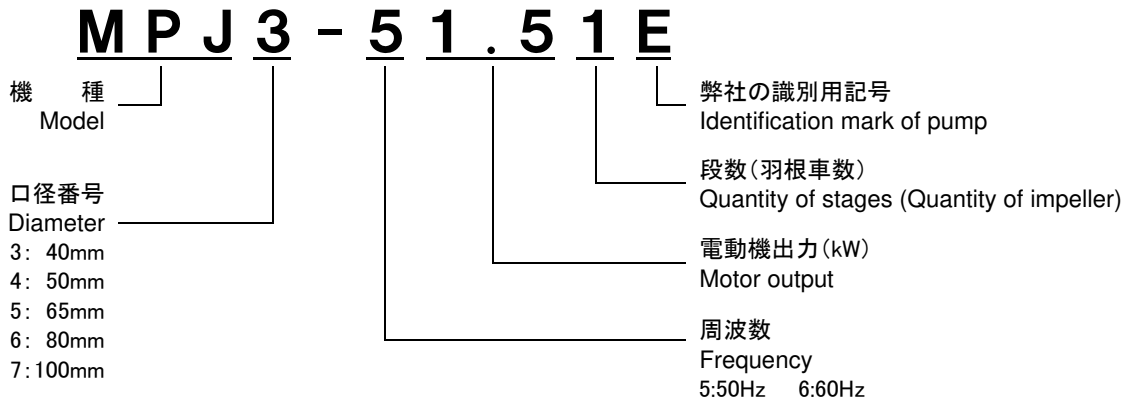 MPJ3-51.51E
機　種
Model
口径番号
Diameter
3: 40mm
4: 50mm
5: 65mm
6: 80mm
7:100mm
弊社の識別用記号
Identification mark of pump
段数(羽根車数)
Quantity of stages (Quantity of impeller)
電動機出力(kW)
Motor output
周波数
Frequency
5:50Hz 6:60Hz